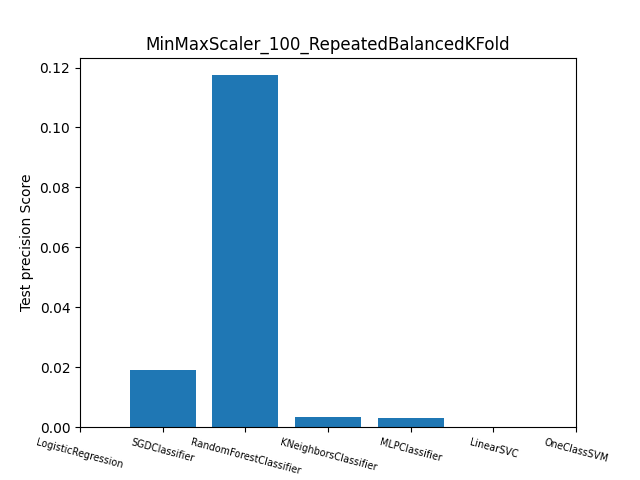 MinMaxScaler_100_RepeatedBalancedKFold
Test precision Score
0.12
0.10
0.08
0.06
0.04
0.02
0.00
LogisticRegression
SGDClassifier
RandomForestClassifier
KNeighborsClassifier
MLPClassifier
LinearSVC
OneClassSVM